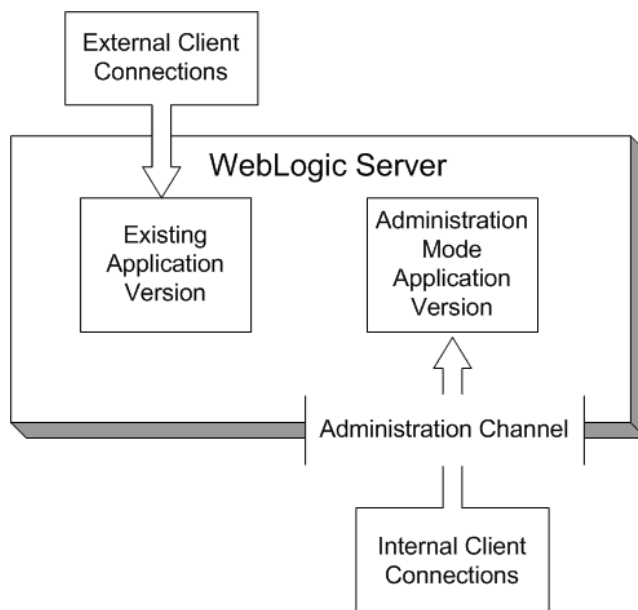 External Client
Connections
WebLogic Server
Existing
Application
Version
Administration
Mode
Application
Version
Administration Channel
Internal Client
Connections